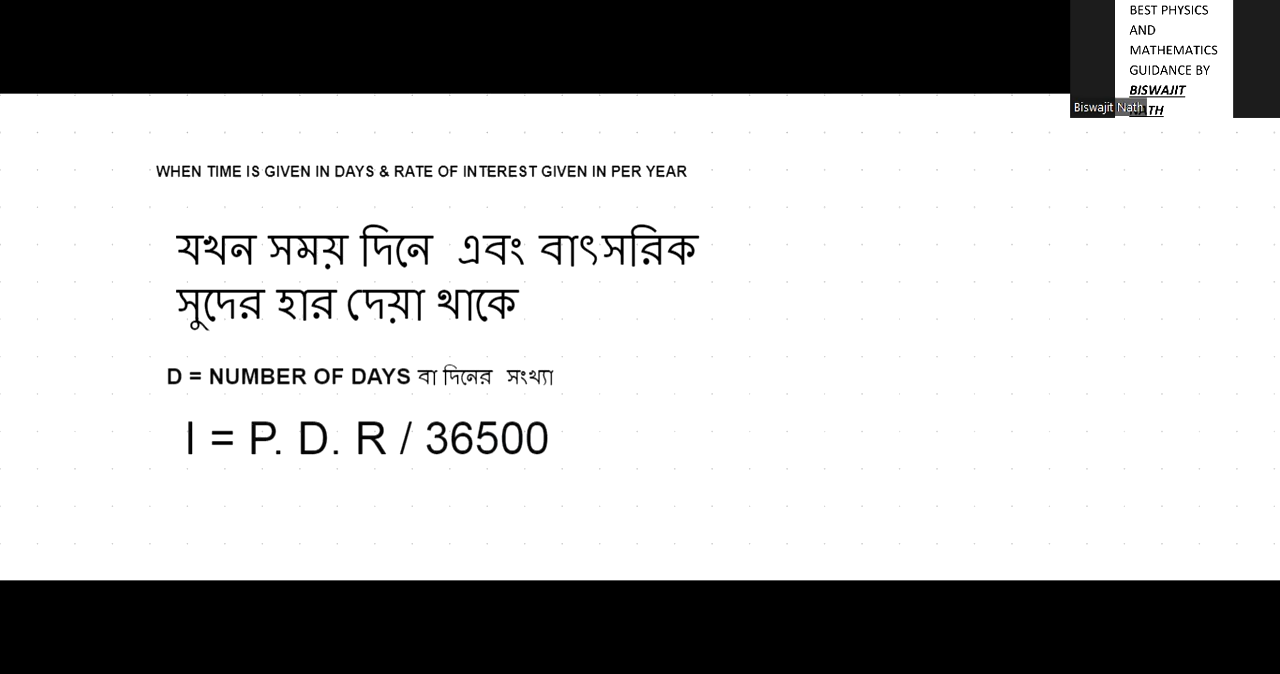 BEST PHYSICS
AND
MATHEMATICS
GUIDANCE BY
BISWAJIT
NATH
Biswajit Nath
WHEN TIME IS GIVEN IN DAYS & RATE OF INTEREST GIVEN IN PER YEAR
যখন সময় দিনে এবং বাৎসরিক
সুদের হার দেয়া থাকে
D = NUMBER OF DAYS বা দিনের সংখ্যা
I = P. D. R / 36500